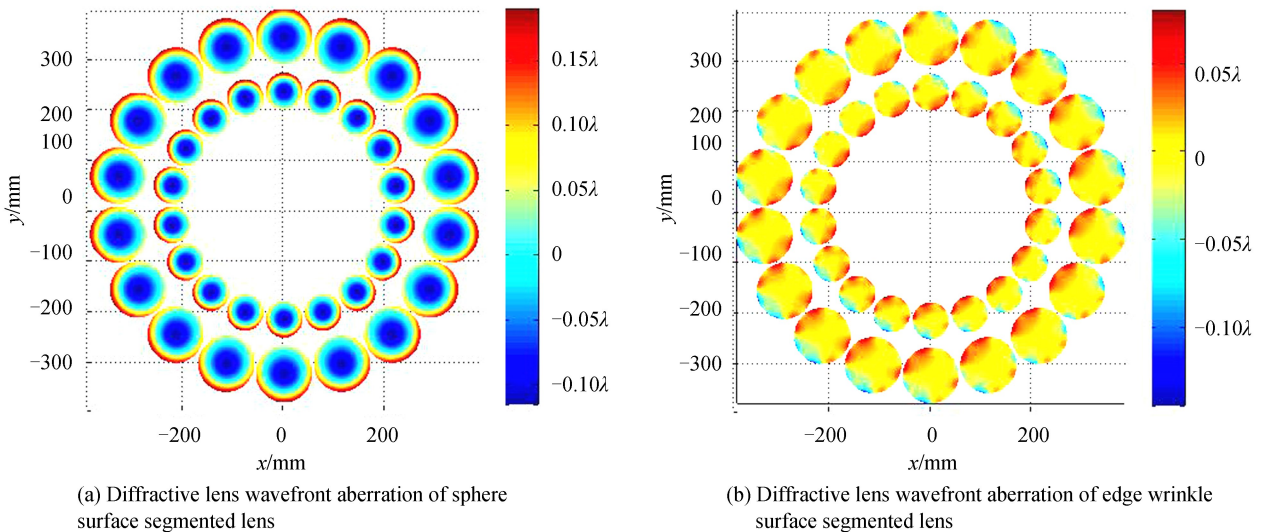 300
200
100
0
−100
−200
−300
y/mm
−200
0
200
x/mm
0.15λ
0.10λ
0.05λ
0
−0.05λ
−0.10λ
(a) Diffractive lens wavefront aberration of sphere
surface segmented lens
300
200
100
0
−100
−200
−300
y/mm
−200
0
200
x/mm
0.05λ
0
−0.05λ
−0.10λ
(b) Diffractive lens wavefront aberration of edge wrinkle
surface segmented lens